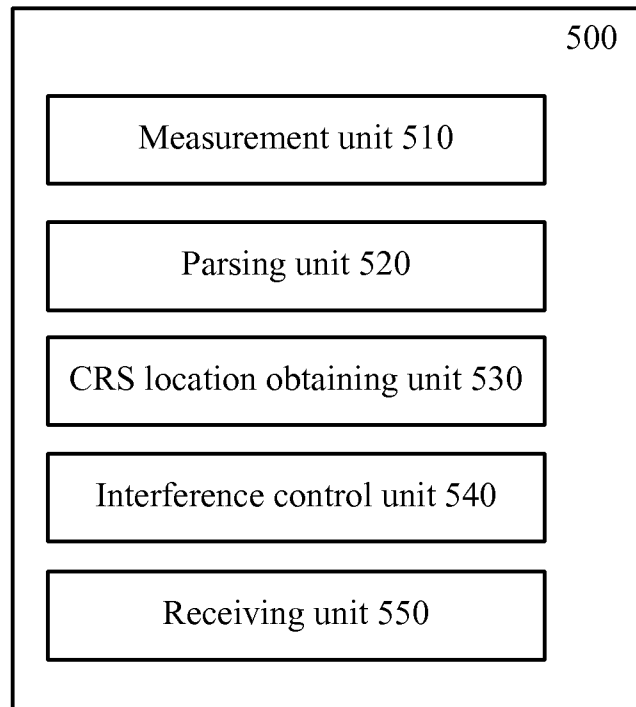 500
Measurement unit 510
Parsing unit 520
CRS location obtaining unit 530
Interference control unit 540
Receiving unit 550